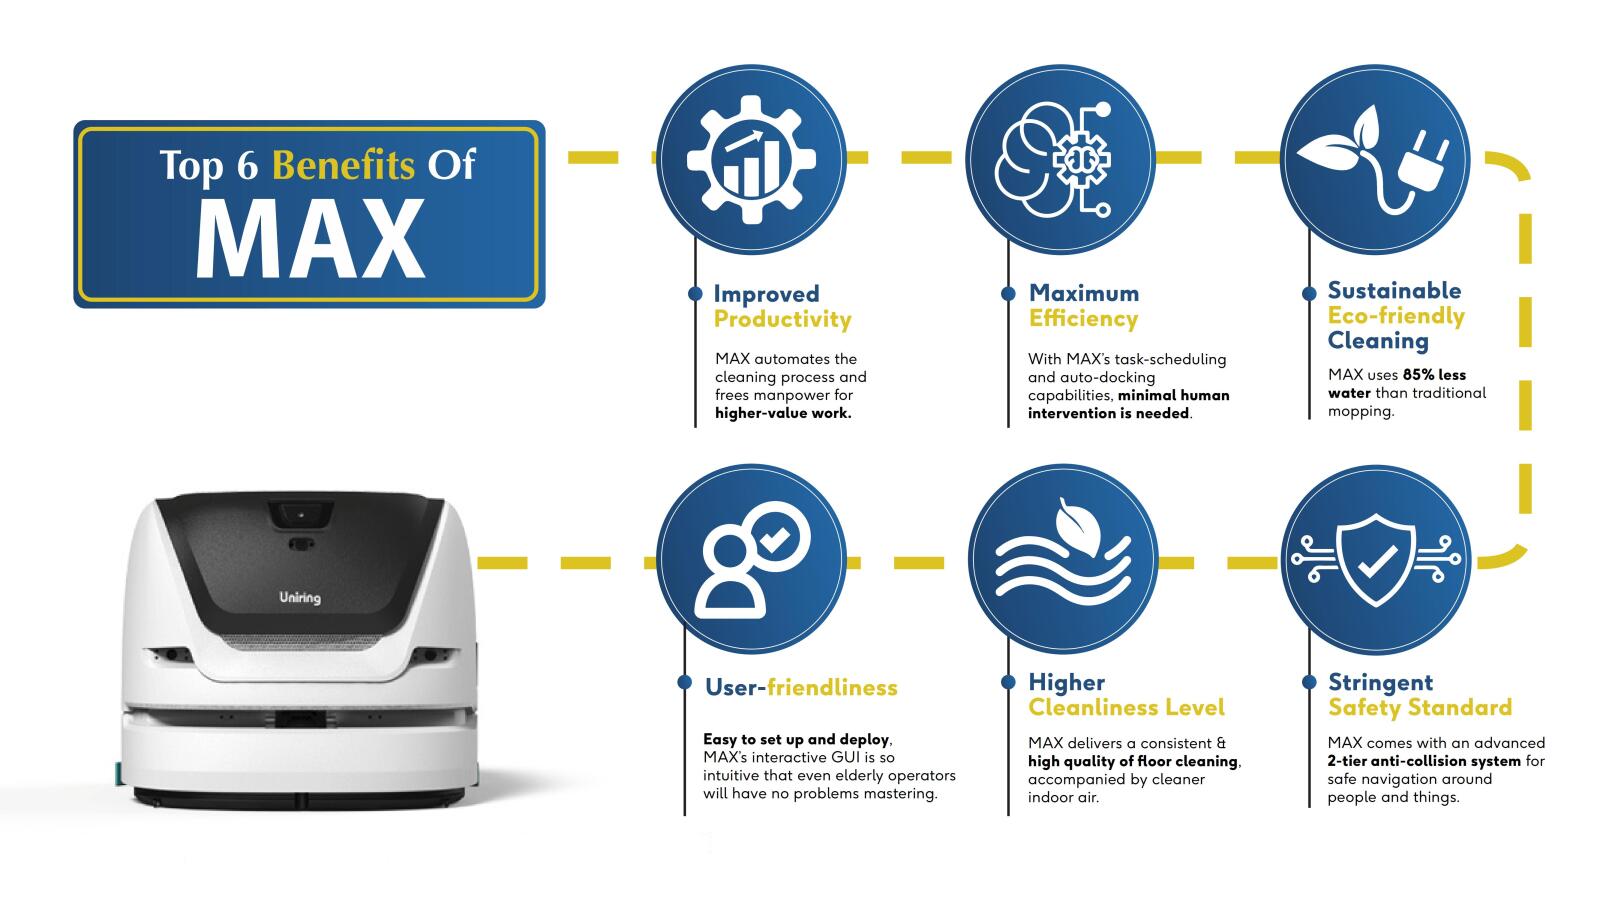 Top 6 Benefits Of
MAX
Improved
Productivity
MAX automates the
cleaning process and
frees manpower for
higher-value work.
Maximum
Efficiency
With MAX's task-scheduling
and auto-docking
capabilities, minimal human
intervention is needed.
Sustainable
Eco-friendly
Cleaning
MAX uses 85% less
water than traditional
mopping.
Uniring
User-friendliness
Easy to set up and deploy,
MAX's interactive GUI is so
intuitive that even elderly operators
will have no problems mastering.
Higher
Cleanliness Level
MAX delivers a consistent &
high quality of floor cleaning,
accompanied by cleaner
indoor air.
Stringent
Safety Standard
MAX comes with an advanced
2-tier anti-collision system for
safe navigation around
people and things.